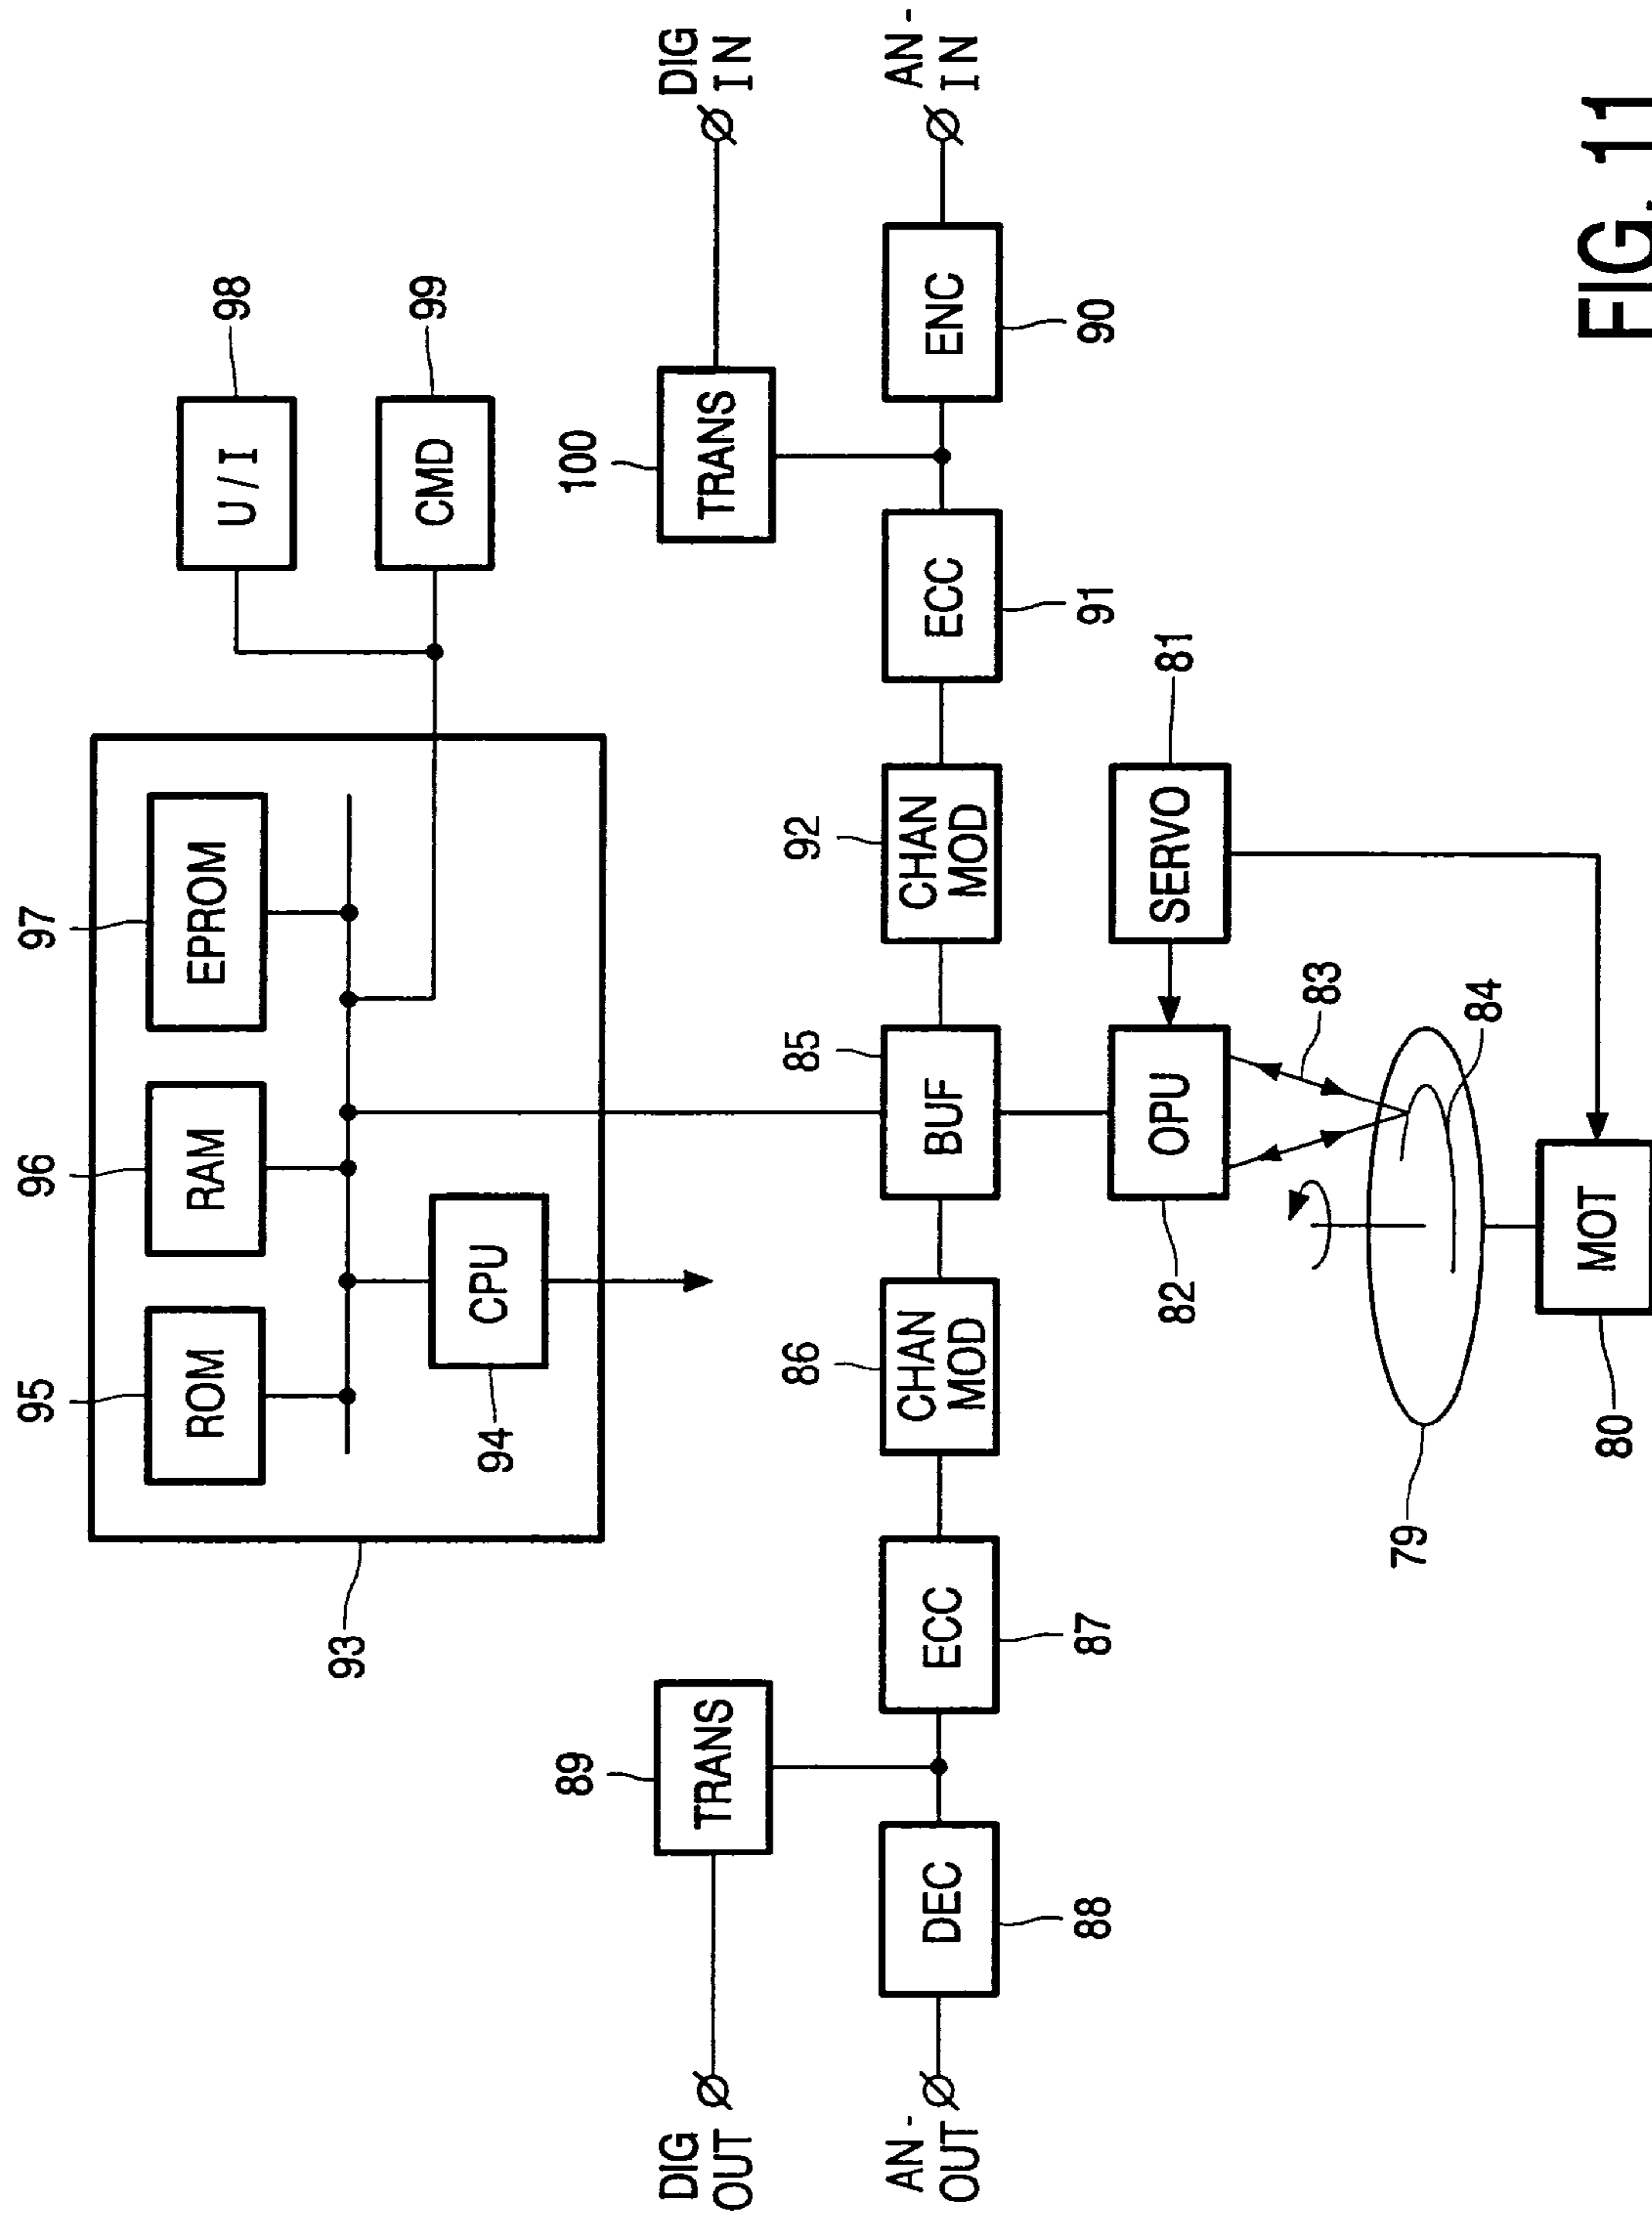 97
96
95
EPROM
RAM
ROM
98
U/I
99
CMD
CPU
94
93
DIG
IN
100
TRANS
89
TRANS
DIG
OUT
AN-
IN
ENC
90
ECC
91
92
CHAN
MOD
85
BUF
86
CHAN
MOD
ECC
87
DEC
88
AN-
OUT
81
SERVO
OPU
82
83
84
79
MOT
80
FIG. 11